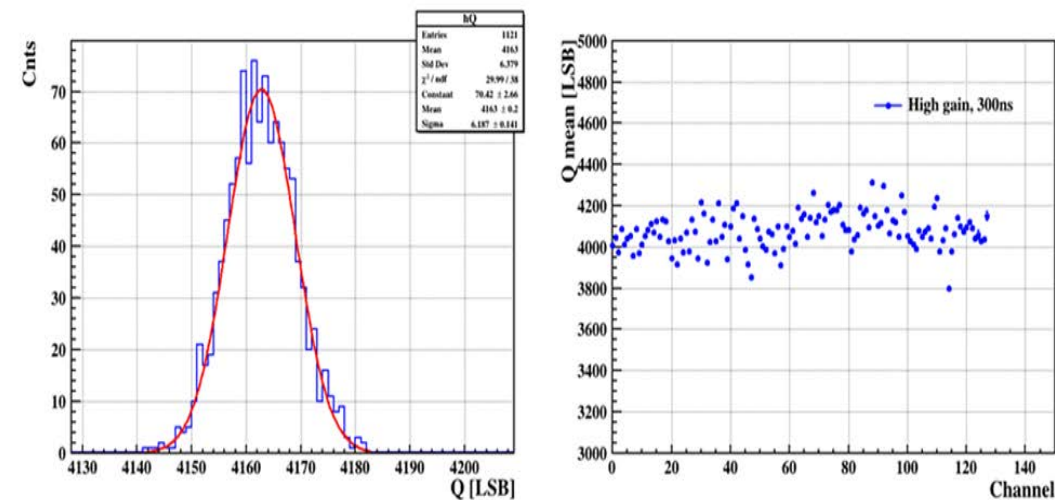 hQ
Entries 1121
Mean 4163
Std Dev 6.379
χ² / ndf 29.99 / 38
Constant 70.42 ± 2.66
Mean 4163 ± 0.2
Sigma 6.187 ± 0.141
Cnts
70
60
50
40
30
20
10
0
4130 4140 4150 4160 4170 4180 4190 4200
Q [LSB]
Q mean [LSB]
5000
4800
4600
4400
4200
4000
3800
3600
3400
3200
3000
High gain, 300ns
0 20 40 60 80 100 120 140
Channel